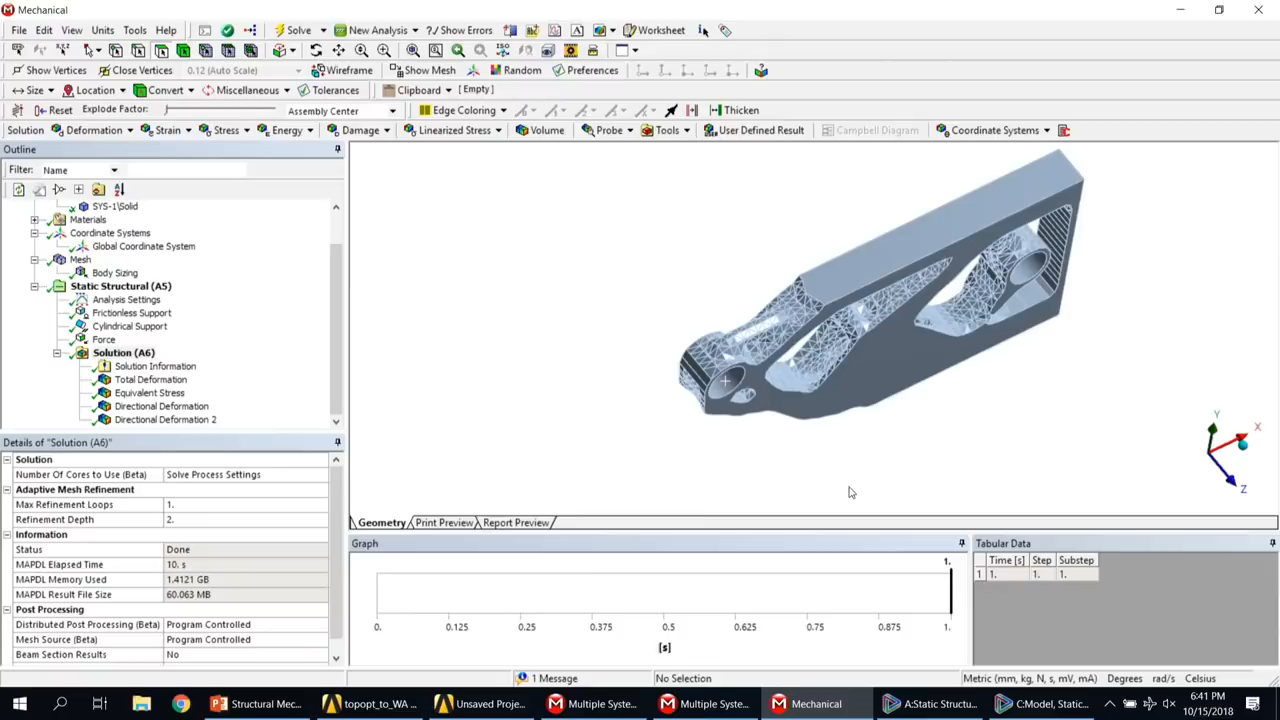 Mechanical
File Edit View Units Tools Help Solve New Analysis ? Show Errors Worksheet
Show Vertices Close Vertices 0.12 (Auto Scale) Wireframe Show Mesh Random Preferences
Size Location Convert Miscellaneous Tolerances Clipboard [Empty]
Reset Explode Factor: Assembly Center Edge Coloring Thicken
Solution Deformation Strain Stress Energy Damage Linearized Stress Volume Probe Tools User Defined Result Campbell Diagram Coordinate Systems
Outline
Filter: Name
SYS-1\Solid
Materials
Coordinate Systems
Global Coordinate System
Mesh
Body Sizing
Static Structural (A5)
Analysis Settings
Frictionless Support
Cylindrical Support
Force
Solution (A6)
Solution Information
Total Deformation
Equivalent Stress
Directional Deformation
Directional Deformation 2
Details of "Solution (A6)"
Solution
Number Of Cores to Use (Beta) Solve Process Settings
Adaptive Mesh Refinement
Max Refinement Loops 1.
Refinement Depth 2.
Information
Status Done
MAPDL Elapsed Time 10. s
MAPDL Memory Used 1.4121 GB
MAPDL Result File Size 60.063 MB
Post Processing
Distributed Post Processing (Beta) Program Controlled
Mesh Source (Beta) Program Controlled
Beam Section Results No
Y
X
Z
Geometry Print Preview Report Preview
Graph
1.
0. 0.125 0.25 0.375 0.5 0.625 0.75 0.875 1.
[s]
Tabular Data
Time [s] Step Substep
1 1. 1. 1.
1 Message No Selection Metric (mm, kg, N, s, mV, mA) Degrees rad/s Celsius
Structural Mec... topopt_to_WA ... Unsaved Proje... Multiple Syste... Multiple Syste... Mechanical A:Static Structu... C:Model, Static...
6:41 PM
10/15/2018